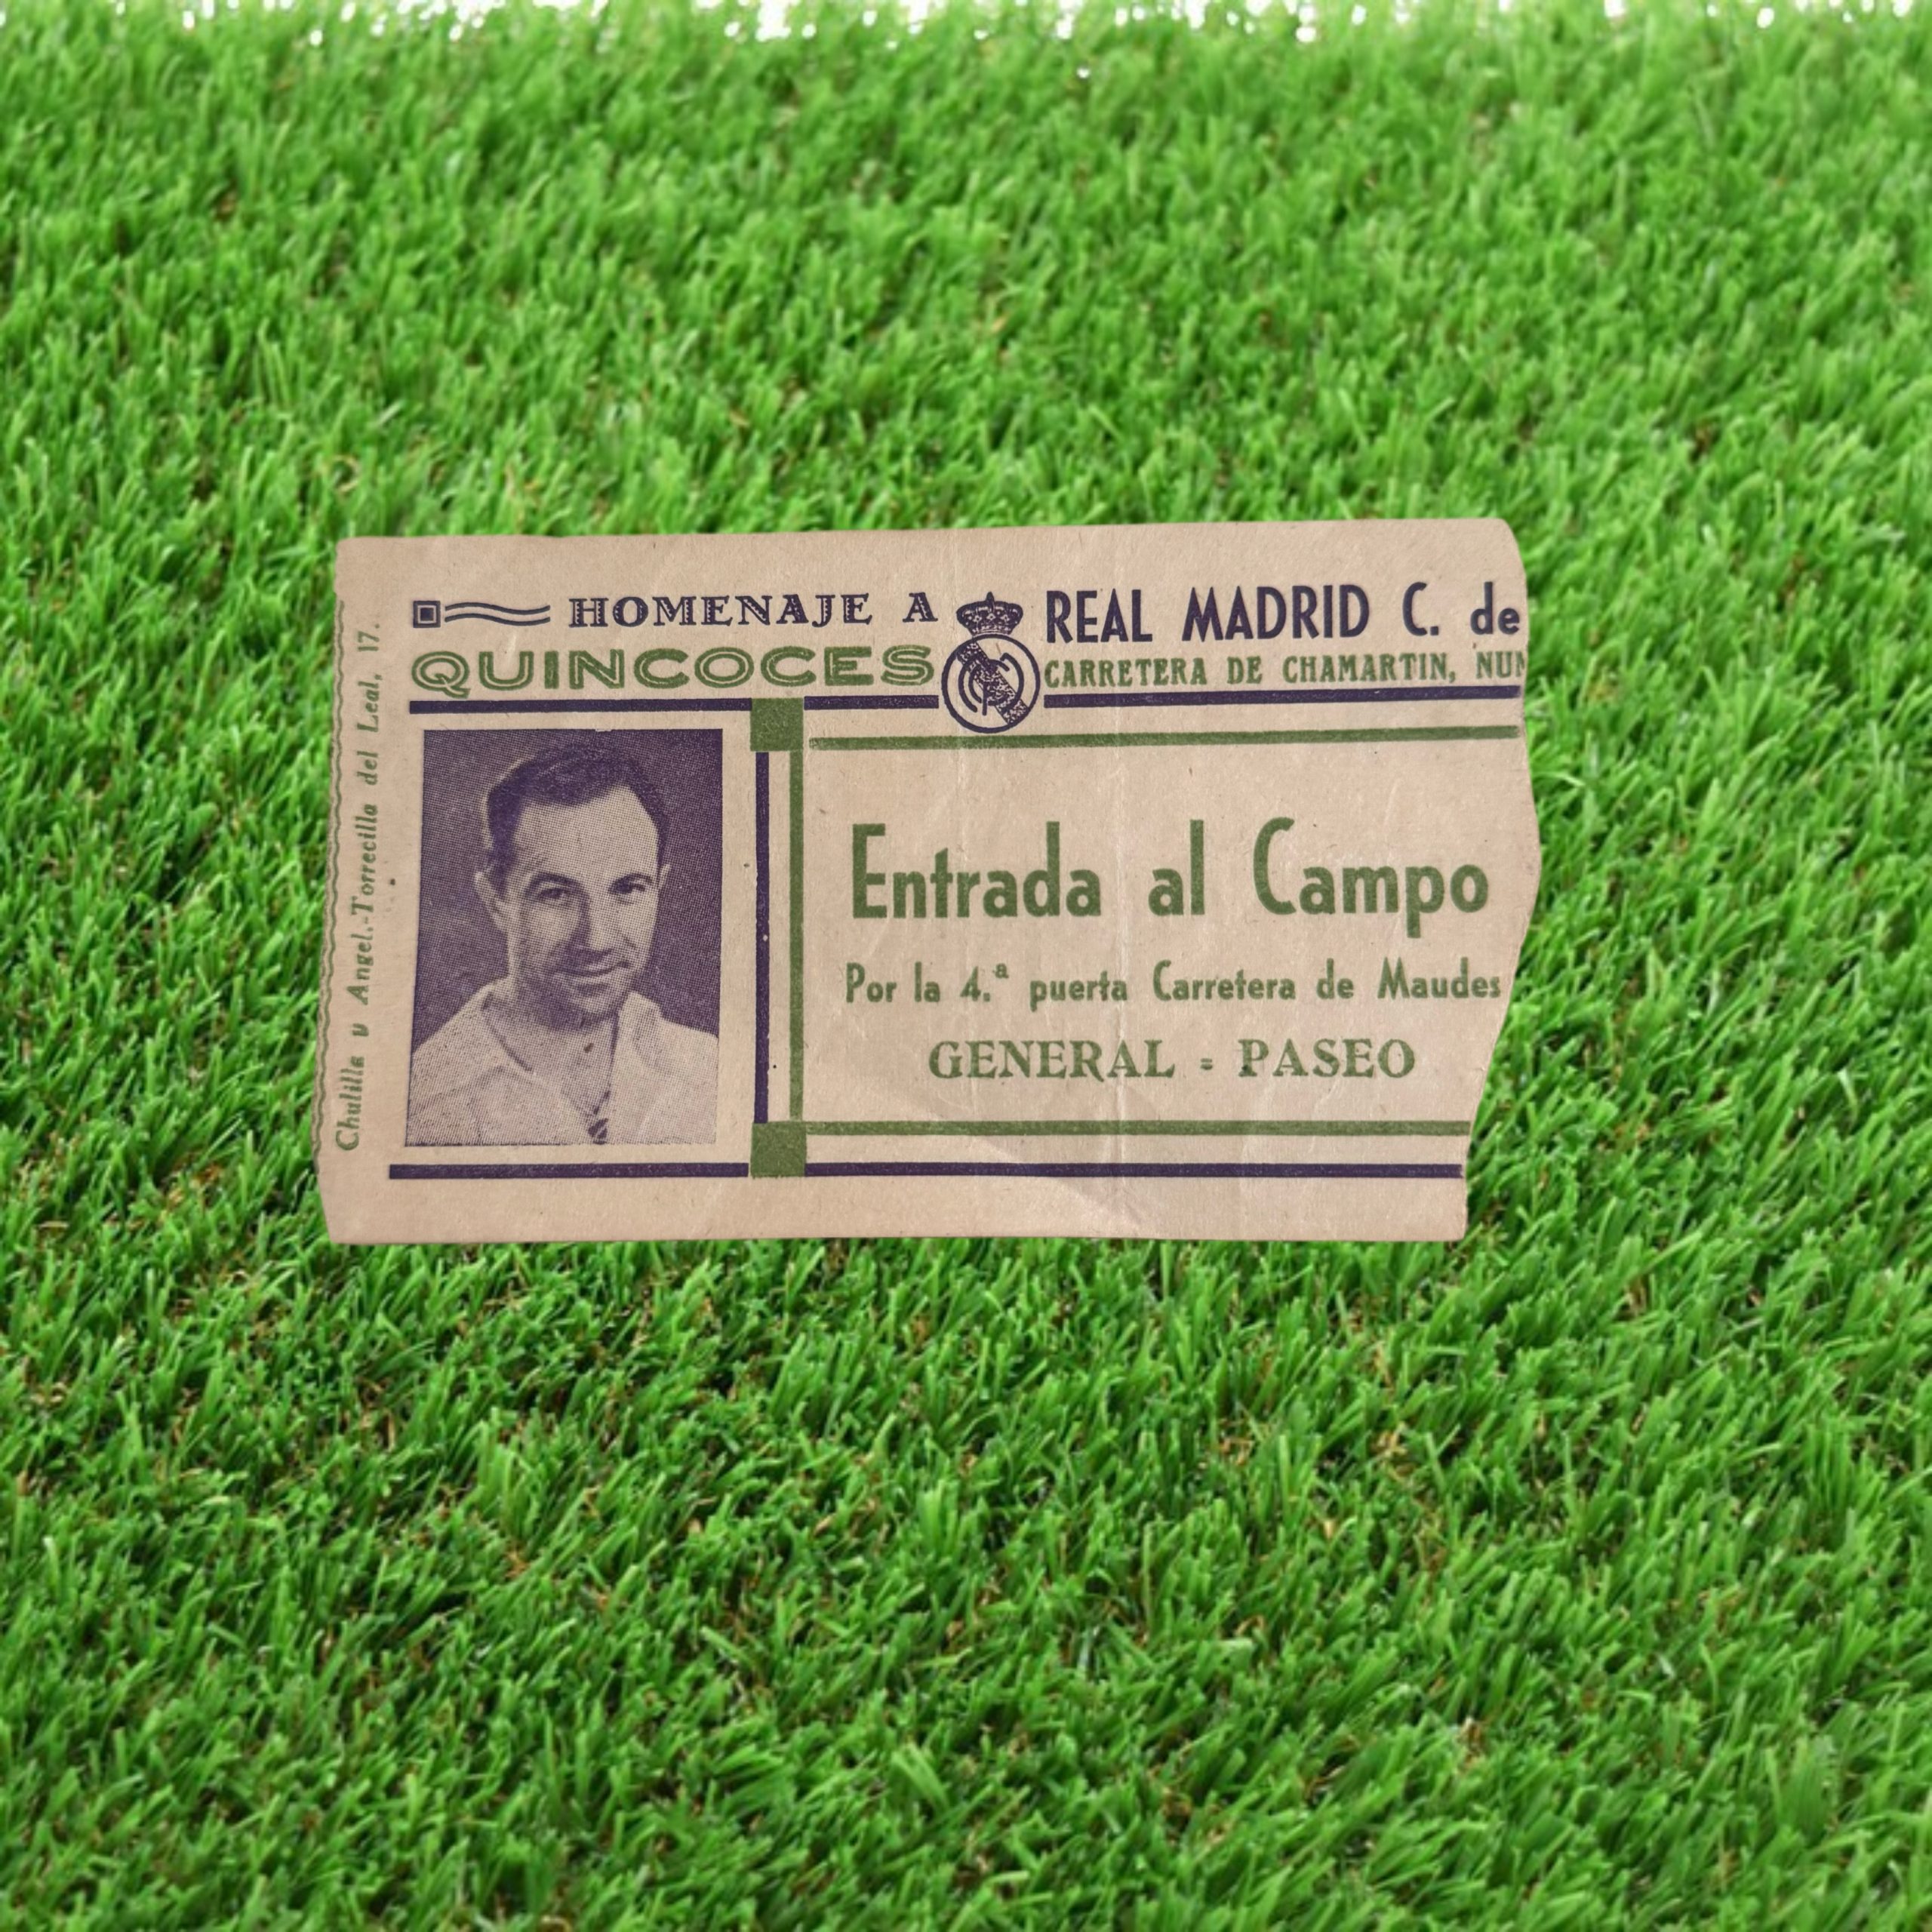 HOMENAJE A
QUINCOCES
REAL MADRID C. de
CARRETERA DE CHAMARTIN, NUM
Entrada al Campo
Por la 4.ª puerta Carretera de Maudes
GENERAL = PASEO
Chulilla y Angel.-Torrecilla del Leal, 17.